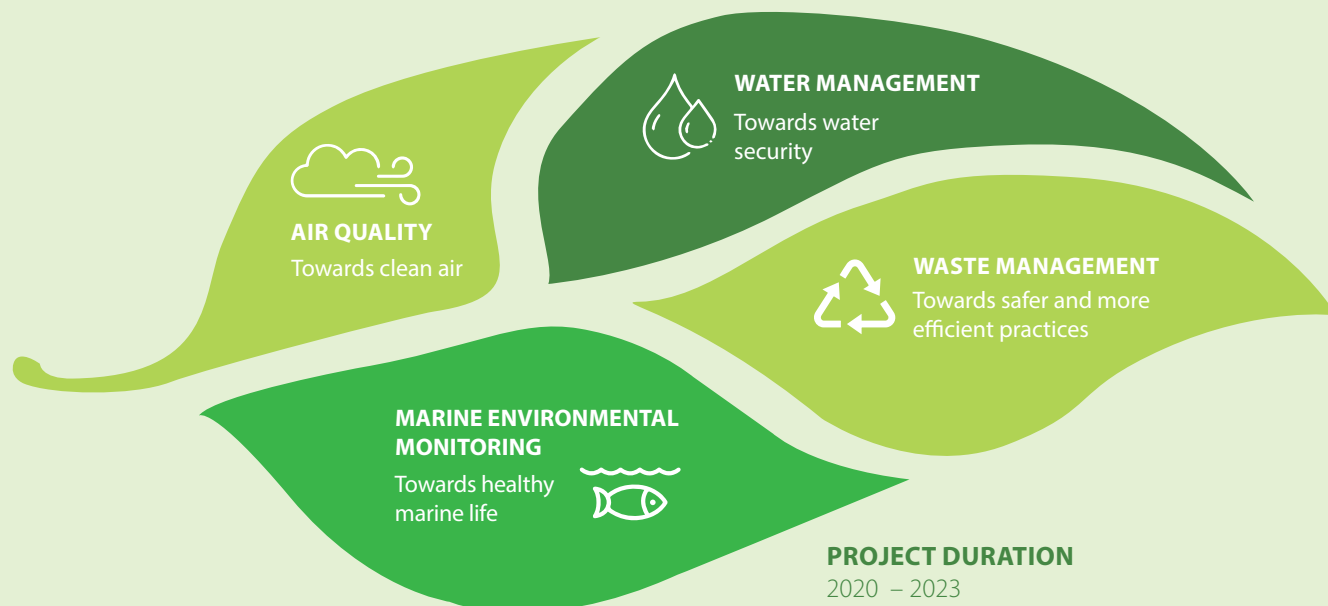 WATER MANAGEMENT
Towards water
security
AIR QUALITY
Towards clean air
WASTE MANAGEMENT
Towards safer and more
efficient practices
MARINE ENVIRONMENTAL
MONITORING
Towards healthy
marine life
PROJECT DURATION
2020 – 2023